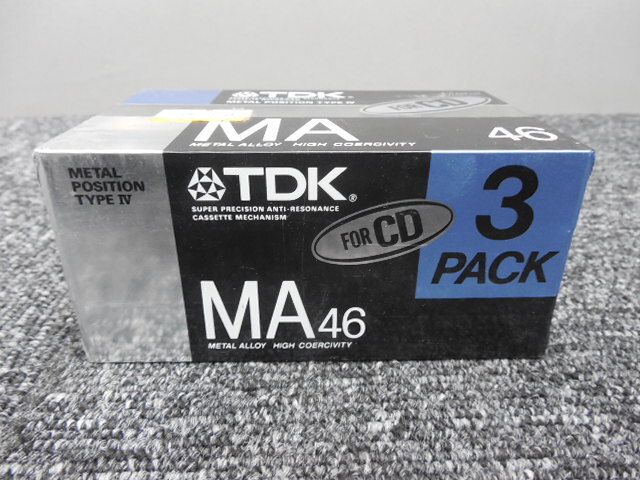 METAL POSITION TYPE IV
FOR CD
MA
46
METAL ALLOY HIGH COERCIVITY
METAL
POSITION
TYPE IV
TDK®
SUPER PRECISION ANTI-RESONANCE
CASSETTE MECHANISM
FOR CD
3
PACK
MA46
METAL ALLOY HIGH COERCIVITY